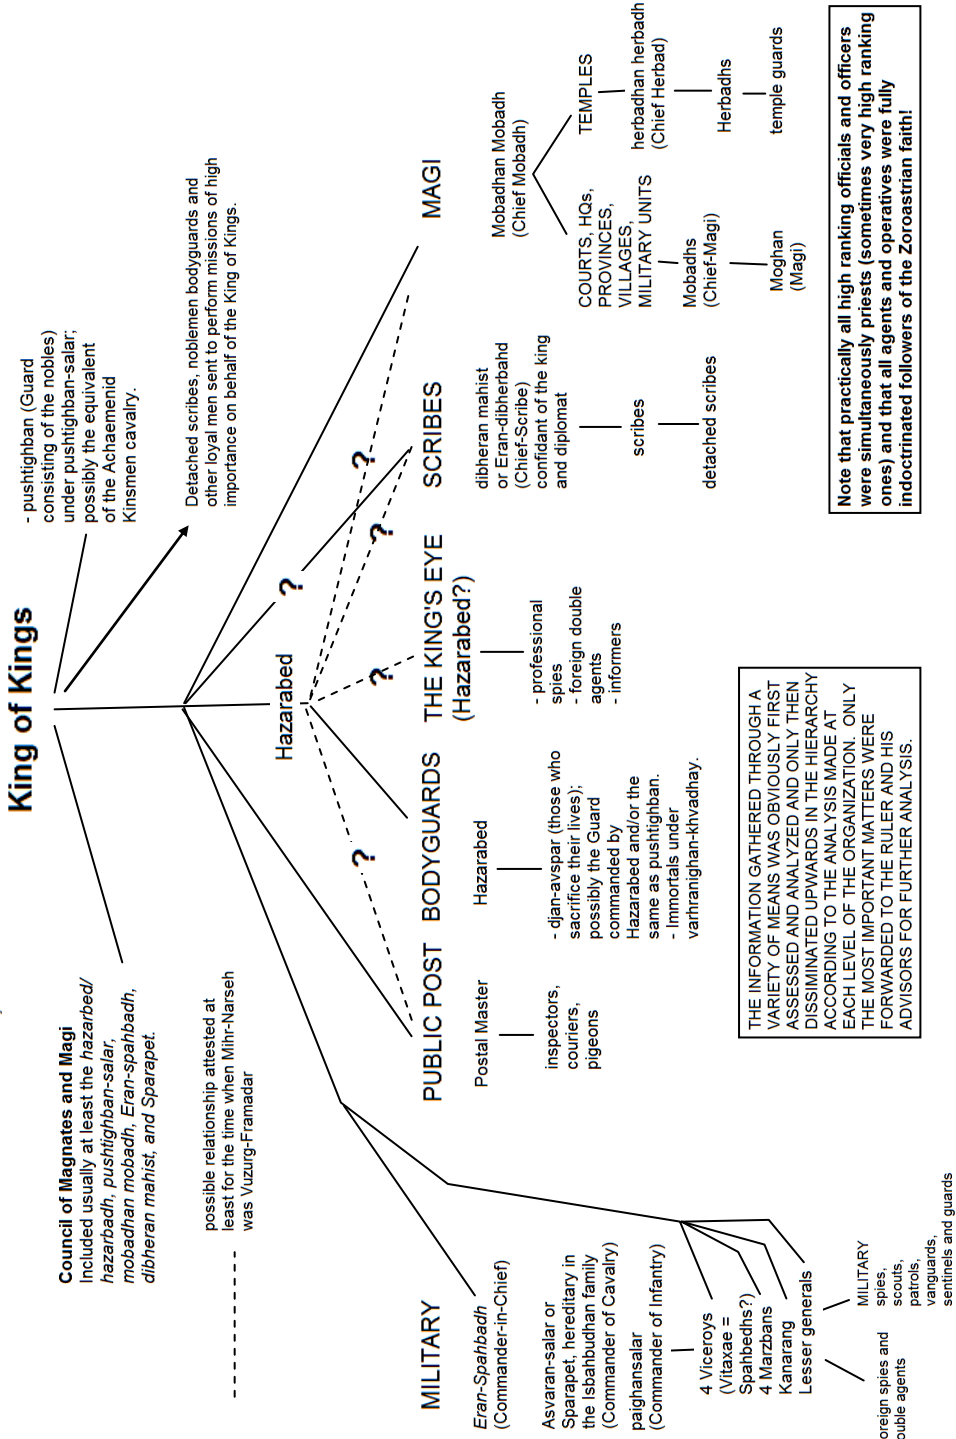 King of Kings
- pushtighban (Guard
consisting of the nobles)
under pushtighban-salar;
possibly the equivalent
of the Achaemenid
Kinsmen cavalry.
Detached scribes, noblemen bodyguards and
other loyal men sent to perform missions of high
importance on behalf of the King of Kings.
Council of Magnates and Magi
Included usually at least the hazarbed/
hazarbadh, pushtighban-salar,
mobadhan mobadh, Eran-spahbadh,
dibheran mahist, and Sparapet.
possible relationship attested at
least for the time when Mihr-Narseh
was Vuzurg-Framadar
Hazarabed
?
?
?
?
?
MILITARY
Eran-Spahbadh
(Commander-in-Chief)
Asvaran-salar or
Sparapet, hereditary in
the Isbahbudhan family
(Commander of Cavalry)
paighansalar
(Commander of Infantry)
4 Viceroys
(Vitaxae =
Spahbedhs?)
4 Marzbans
Kanarang
Lesser generals
oreign spies and
ouble agents
MILITARY
spies,
scouts,
patrols,
vanguards,
sentinels and guards
PUBLIC POST
Postal Master
inspectors,
couriers,
pigeons
BODYGUARDS
Hazarabed
- djan-avspar (those who
sacrifice their lives);
possibly the Guard
commanded by
Hazarabed and/or the
same as pushtighban.
- Immortals under
varhranighan-khvadhay.
THE KING'S EYE
(Hazarabed?)
- professional
spies
- foreign double
agents
- informers
SCRIBES
dibheran mahist
or Eran-dibherbahd
(Chief-Scribe)
confidant of the king
and diplomat
scribes
detached scribes
MAGI
Mobadhan Mobadh
(Chief Mobadh)
COURTS, HQs,
PROVINCES,
VILLAGES,
MILITARY UNITS
Mobadhs
(Chief-Magi)
Moghan
(Magi)
TEMPLES
herbadhan herbadh
(Chief Herbad)
Herbadhs
temple guards
THE INFORMATION GATHERED THROUGH A
VARIETY OF MEANS WAS OBVIOUSLY FIRST
ASSESSED AND ANALYZED AND ONLY THEN
DISSIMINATED UPWARDS IN THE HIERARCHY
ACCORDING TO THE ANALYSIS MADE AT
EACH LEVEL OF THE ORGANIZATION. ONLY
THE MOST IMPORTANT MATTERS WERE
FORWARDED TO THE RULER AND HIS
ADVISORS FOR FURTHER ANALYSIS.
Note that practically all high ranking officials and officers
were simultaneously priests (sometimes very high ranking
ones) and that all agents and operatives were fully
indoctrinated followers of the Zoroastrian faith!